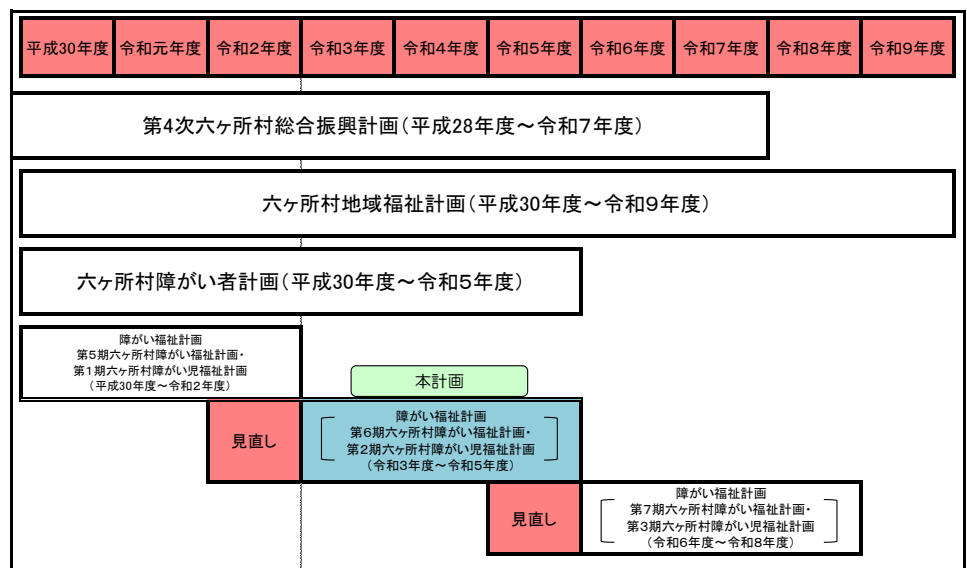 平成30年度 令和元年度 令和2年度 令和3年度 令和4年度 令和5年度 令和6年度 令和7年度 令和8年度 令和9年度
第4次六ヶ所村総合振興計画(平成28年度～令和7年度)
六ヶ所村地域福祉計画(平成30年度～令和9年度)
六ヶ所村障がい者計画(平成30年度～令和5年度)
障がい福祉計画
第5期六ヶ所村障がい福祉計画・
第1期六ヶ所村障がい児福祉計画
(平成30年度～令和2年度)
本計画
見直し
障がい福祉計画
第6期六ヶ所村障がい福祉計画・
第2期六ヶ所村障がい児福祉計画
(令和3年度～令和5年度)
見直し
障がい福祉計画
第7期六ヶ所村障がい福祉計画・
第3期六ヶ所村障がい児福祉計画
(令和6年度～令和8年度)